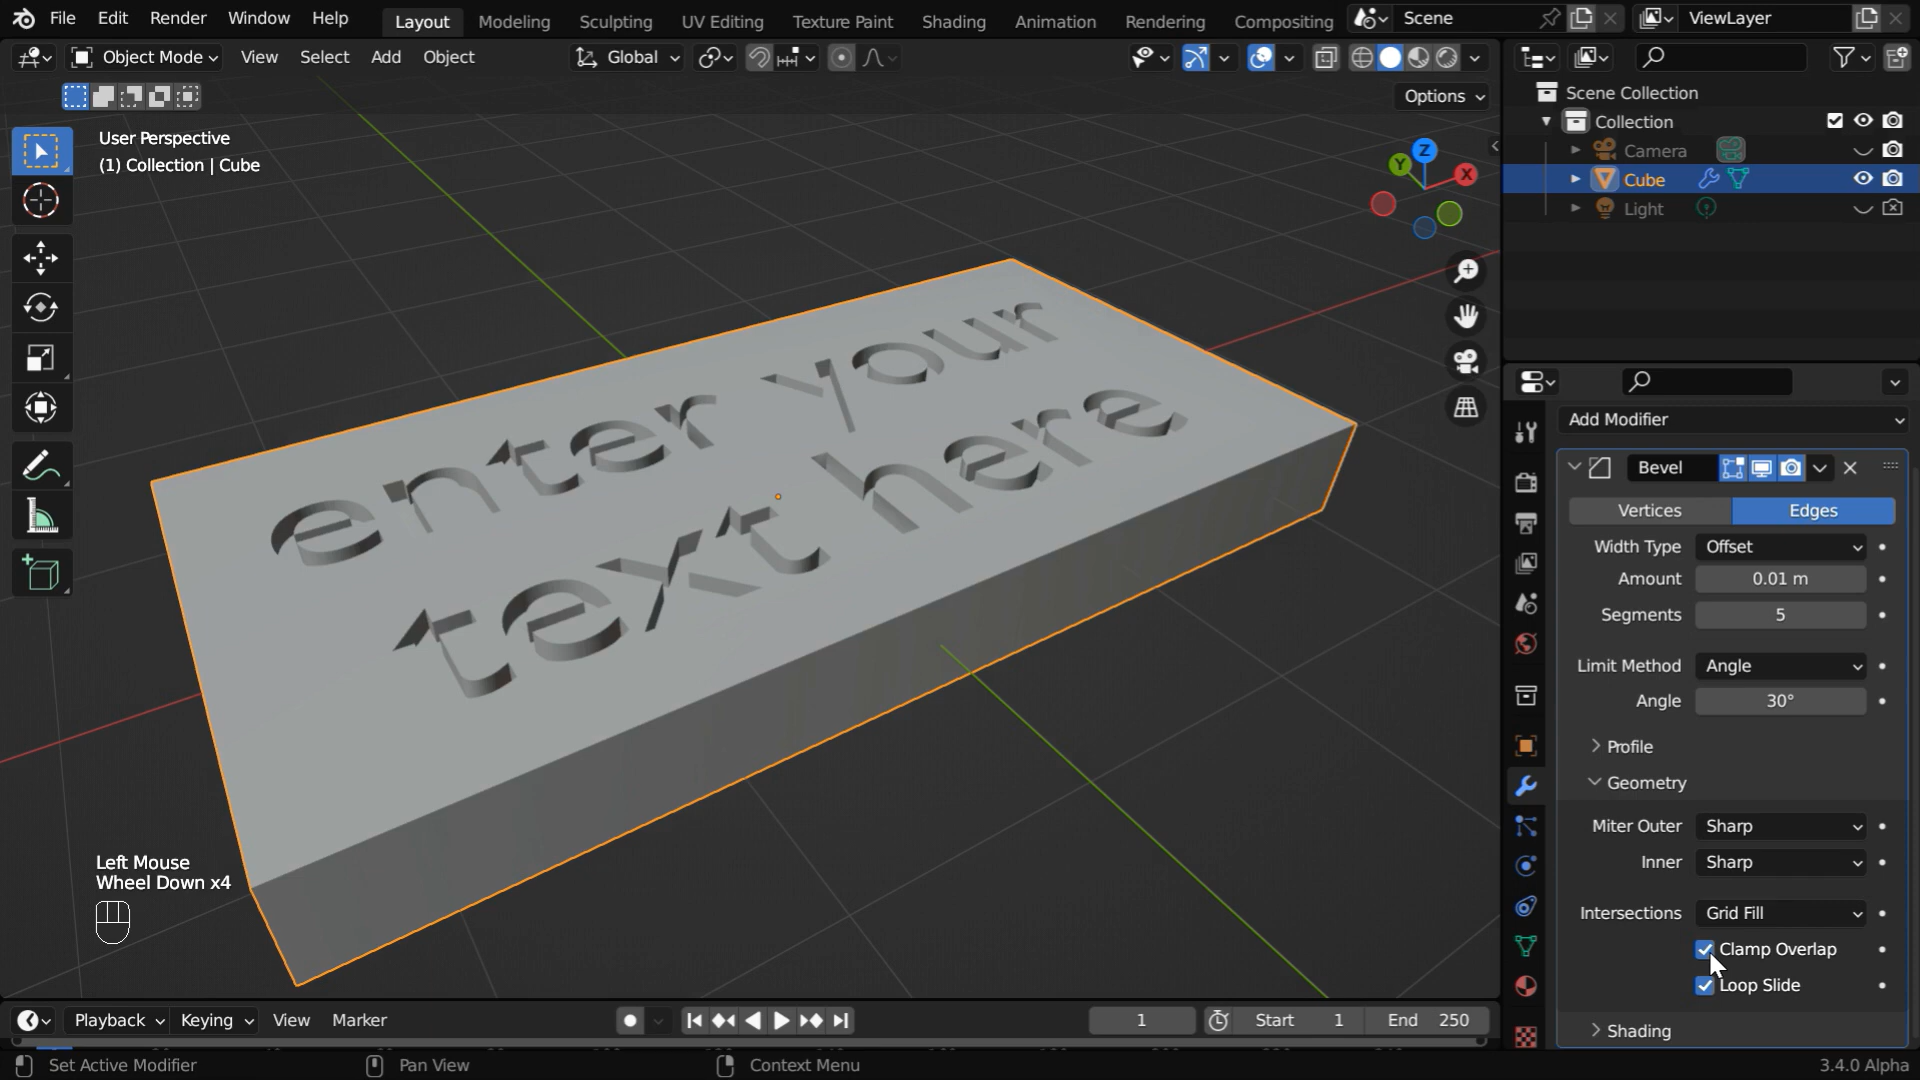 File Edit Render Window Help Layout Modeling Sculpting UV Editing Texture Paint Shading Animation Rendering Compositing Scene ViewLayer
Object Mode View Select Add Object Global
Options
User Perspective
(1) Collection | Cube
Z
Y
X
enter your
text here
Left Mouse
Wheel Down x4
Scene Collection
Collection
Camera
Cube
Light
Add Modifier
Bevel
Vertices Edges
Width Type Offset
Amount 0.01 m
Segments 5
Limit Method Angle
Angle 30°
Profile
Geometry
Miter Outer Sharp
Inner Sharp
Intersections Grid Fill
Clamp Overlap
Loop Slide
Shading
Playback Keying View Marker 1 Start 1 End 250
Set Active Modifier Pan View Context Menu 3.4.0 Alpha